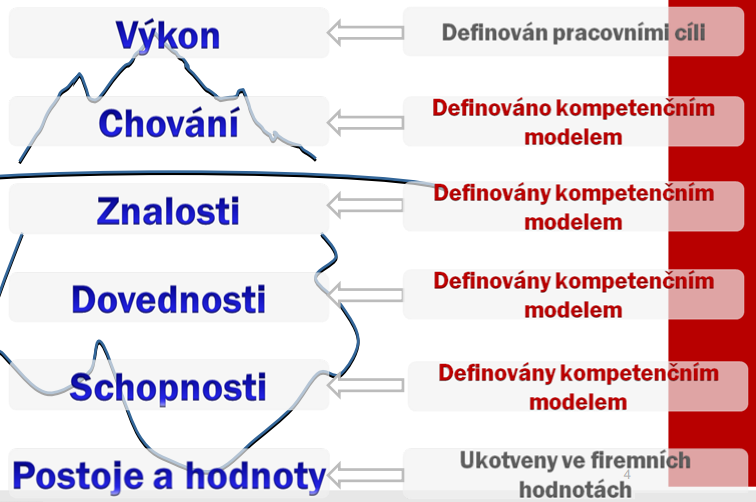 Výkon
Definován pracovními cíli
Chování
Definováno kompetenčním
modelem
Znalosti
Definovány kompetenčním
modelem
Dovednosti
Definovány kompetenčním
modelem
Schopnosti
Definovány kompetenčním
modelem
Postoje a hodnoty
Ukotveny ve firemních
hodnotách
4